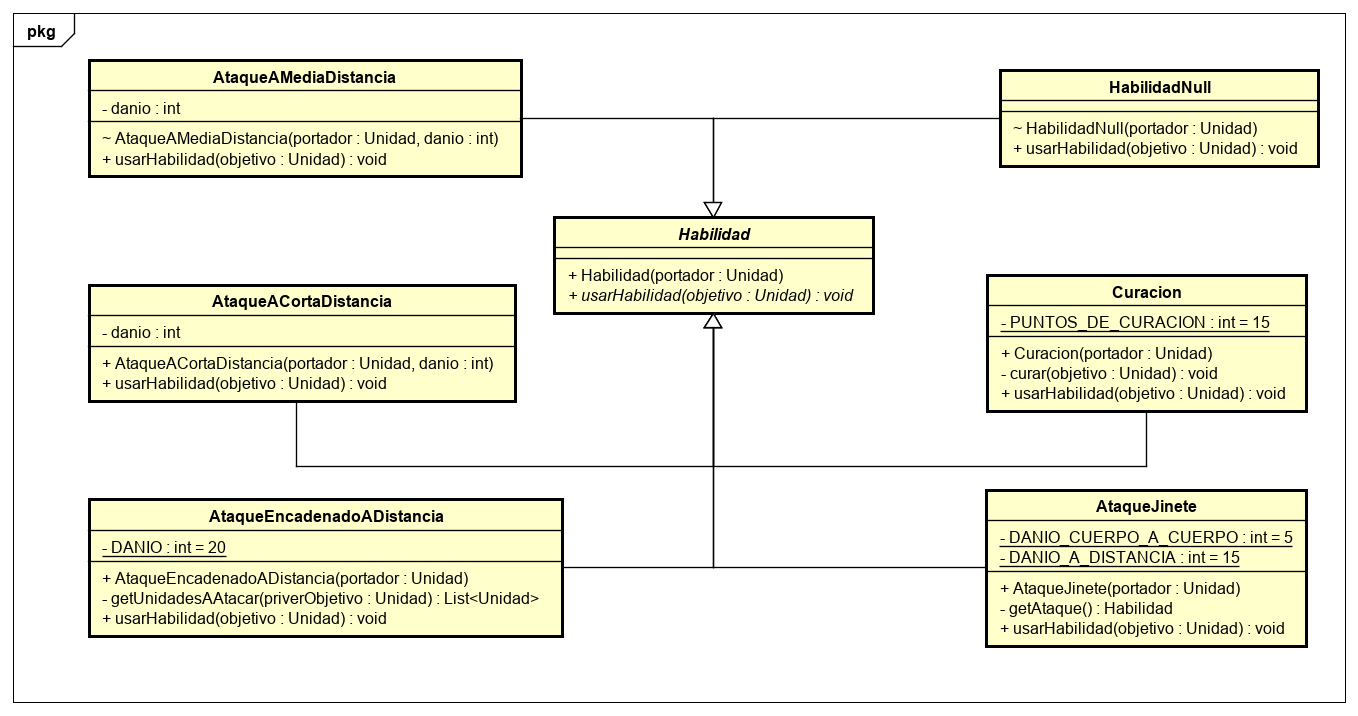 pkg
AtaqueAMediaDistancia
- danio : int
~ AtaqueAMediaDistancia(portador : Unidad, danio : int)
+ usarHabilidad(objetivo : Unidad) : void
HabilidadNull
~ HabilidadNull(portador : Unidad)
+ usarHabilidad(objetivo : Unidad) : void
Habilidad
+ Habilidad(portador : Unidad)
+ usarHabilidad(objetivo : Unidad) : void
AtaqueACortaDistancia
- danio : int
+ AtaqueACortaDistancia(portador : Unidad, danio : int)
+ usarHabilidad(objetivo : Unidad) : void
Curacion
- PUNTOS_DE_CURACION : int = 15
+ Curacion(portador : Unidad)
- curar(objetivo : Unidad) : void
+ usarHabilidad(objetivo : Unidad) : void
AtaqueEncadenadoADistancia
- DANIO : int = 20
+ AtaqueEncadenadoADistancia(portador : Unidad)
- getUnidadesAAtacar(priverObjetivo : Unidad) : List<Unidad>
+ usarHabilidad(objetivo : Unidad) : void
AtaqueJinete
- DANIO_CUERPO_A_CUERPO : int = 5
- DANIO_A_DISTANCIA : int = 15
+ AtaqueJinete(portador : Unidad)
- getAtaque() : Habilidad
+ usarHabilidad(objetivo : Unidad) : void